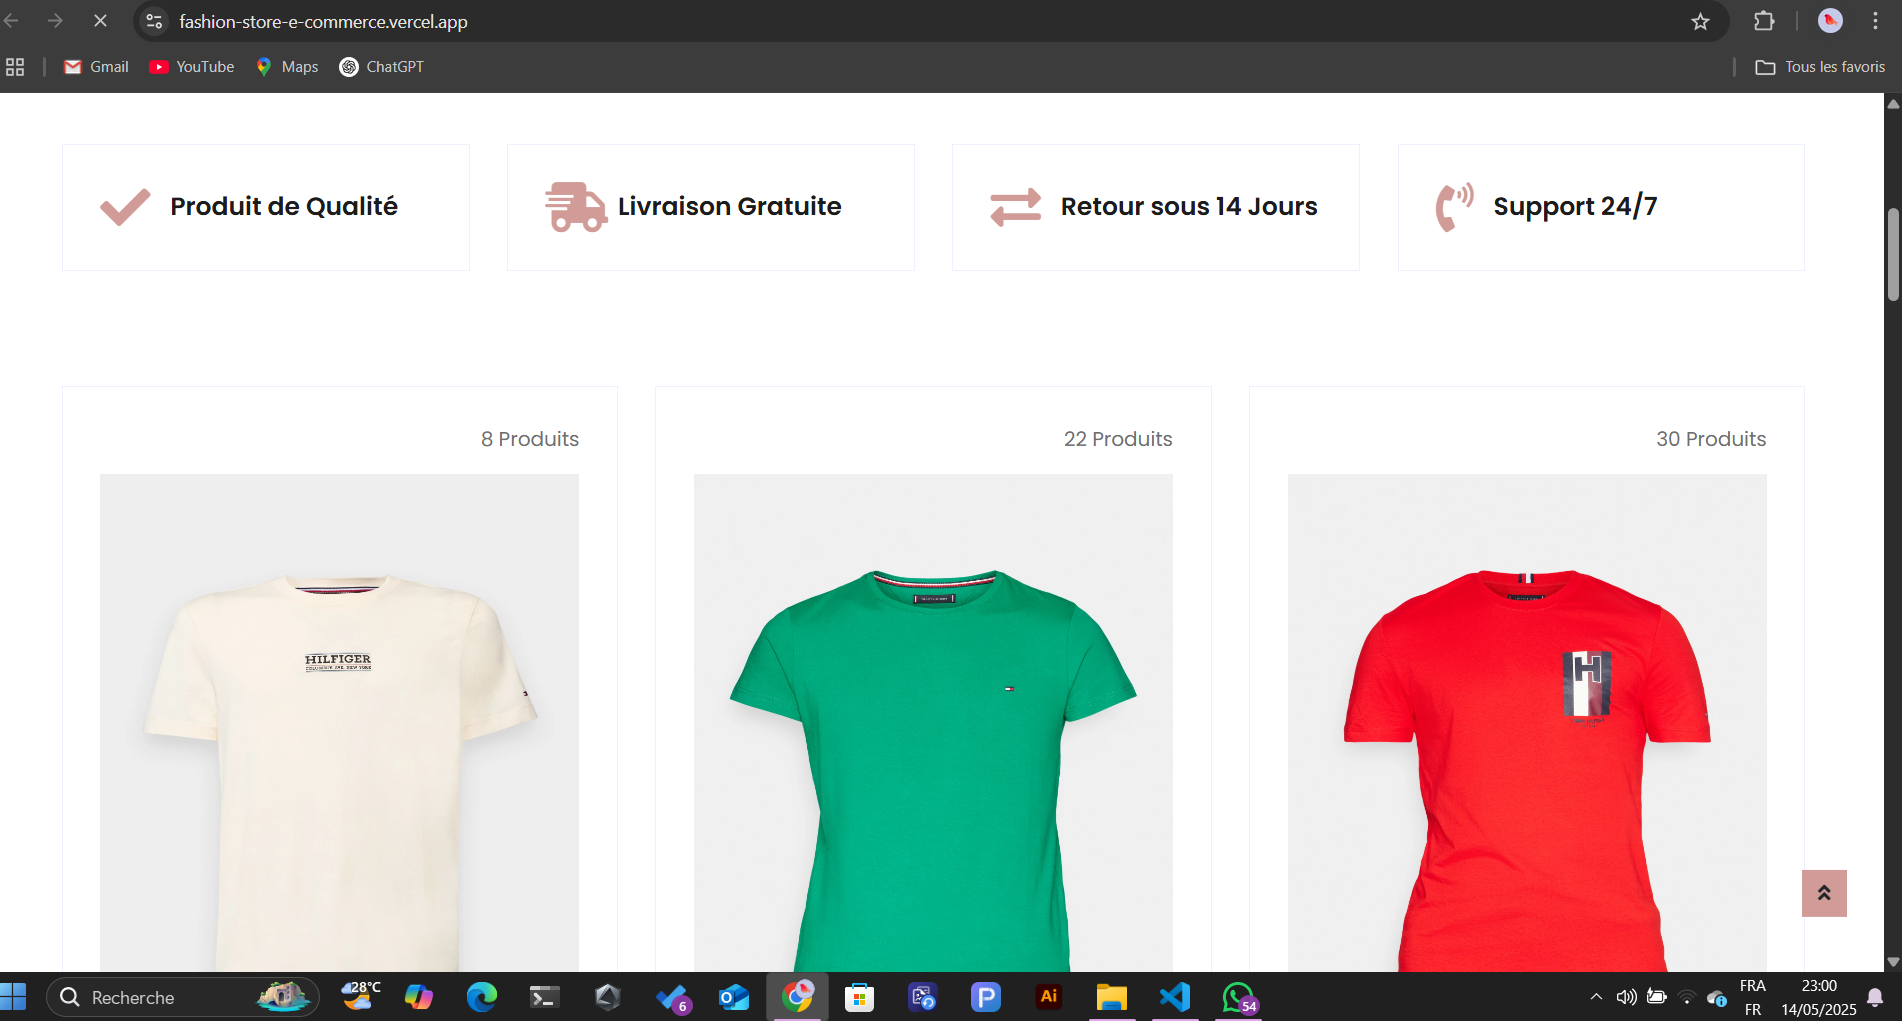 fashion-store-e-commerce.vercel.app
Gmail
YouTube
Maps
ChatGPT
Tous les favoris
Produit de Qualité
Livraison Gratuite
Retour sous 14 Jours
Support 24/7
8 Produits
22 Produits
30 Produits
HILFIGER
H
Recherche
28°C
6
Ai
54
FRA
FR
23:00
14/05/2025